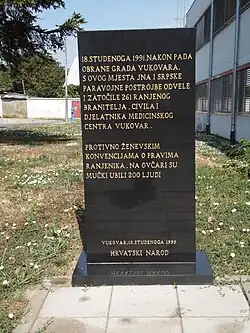 18.STUDENOGA 1991.NAKON PADA
OBRANE GRADA VUKOVARA,
S OVOG MJESTA JNA I SRPSKE
PARAVOJNE POSTROJBE ODVELE
I ZATOČILE 261 RANJENOG
BRANITELJA, CIVILA I
DJELATNIKA MEDICINSKOG
CENTRA VUKOVAR.
PROTIVNO ŽENEVSKIM
KONVENCIJAMA O PRAVIMA
RANJENIKA, NA OVČARI SU
MUČKI UBILI 200 LJUDI
VUKOVAR, 18.STUDENOGA 1999
HRVATSKI NAROD